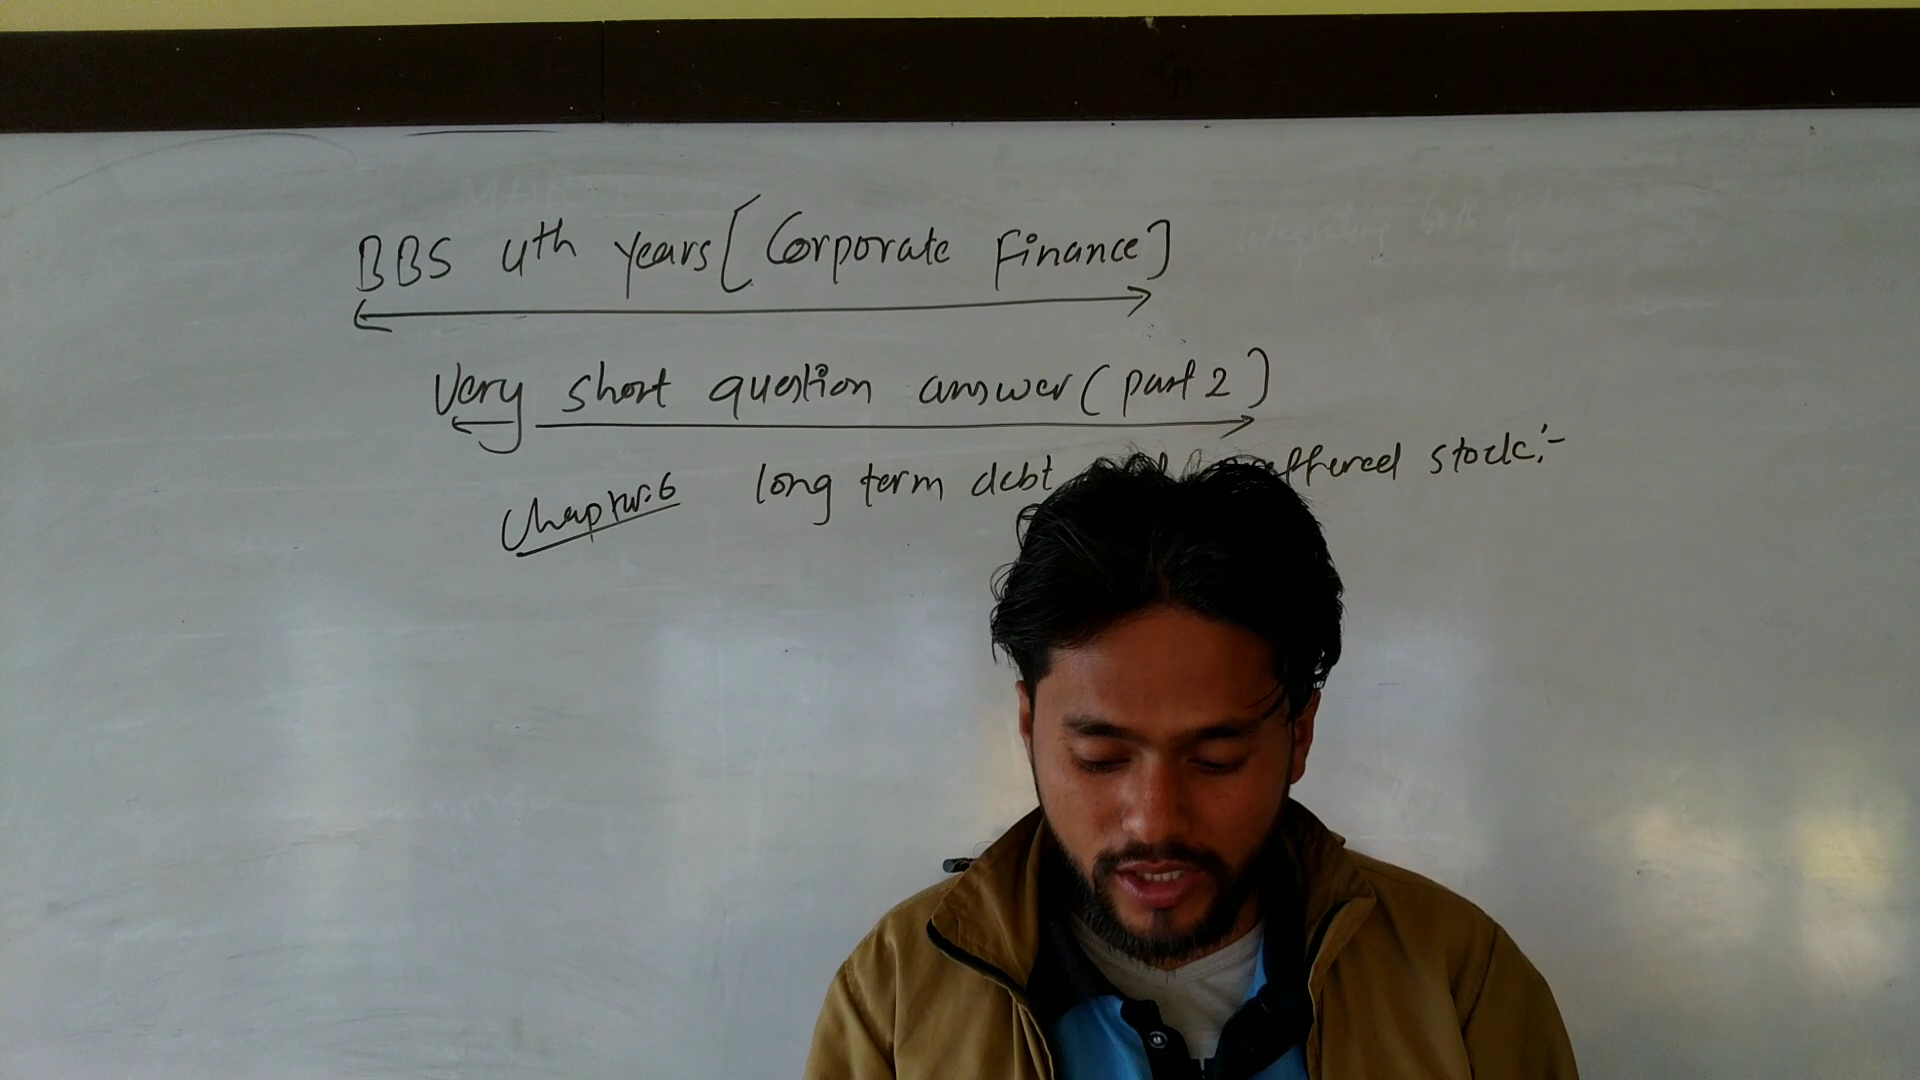 BBS 4th years [Corporate Finance]
Very short question answer (part 2)
Chapter:6 long term debt stock:-